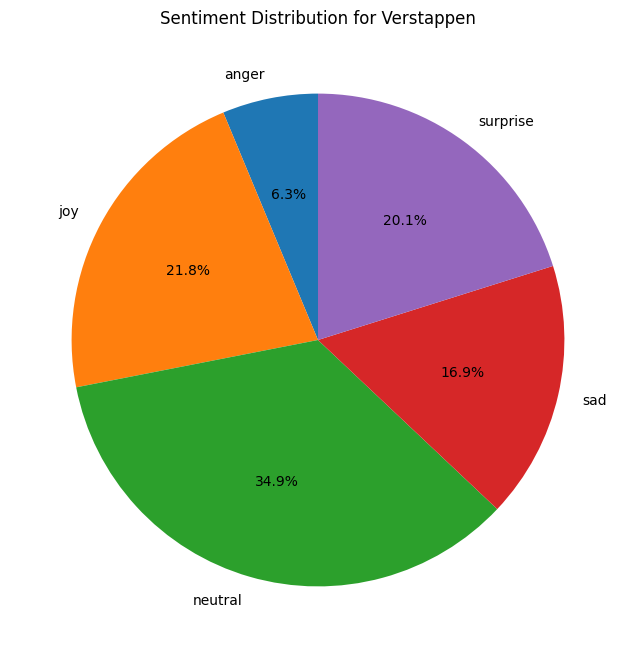 Sentiment Distribution for Verstappen
anger
surprise
6.3%
joy
20.1%
21.8%
16.9%
sad
34.9%
neutral